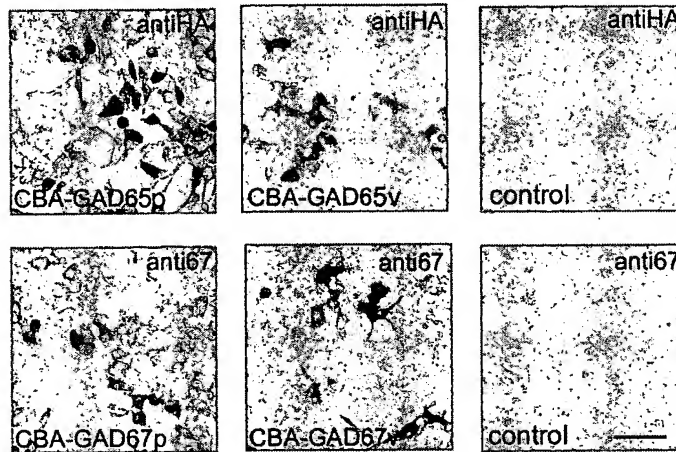 antiHA
CBA-GAD65p
antiHA
CBA-GAD65v
antiHA
control
anti67
CBA-GAD67p
anti67
CBA-GAD67v
anti67
control